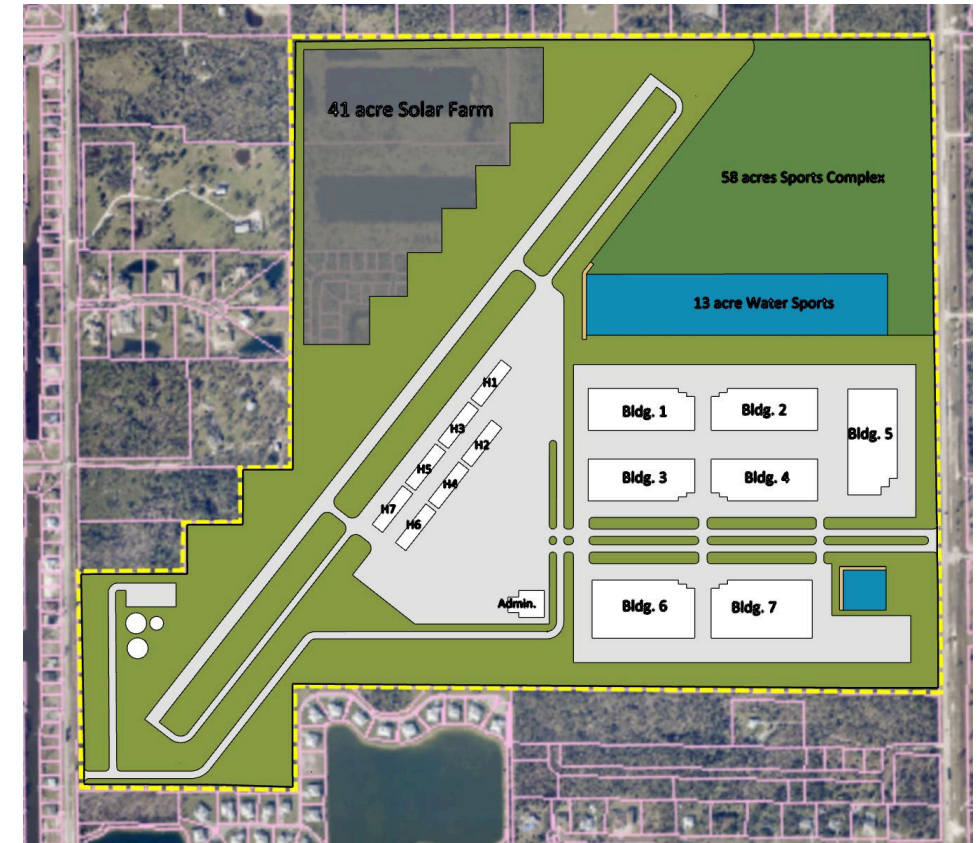 41 acre Solar Farm
58 acres Sports Complex
13 acre Water Sports
H1
H3
H2
H5
H4
H7
H6
Bldg. 1
Bldg. 2
Bldg. 5
Bldg. 3
Bldg. 4
Admin.
Bldg. 6
Bldg. 7